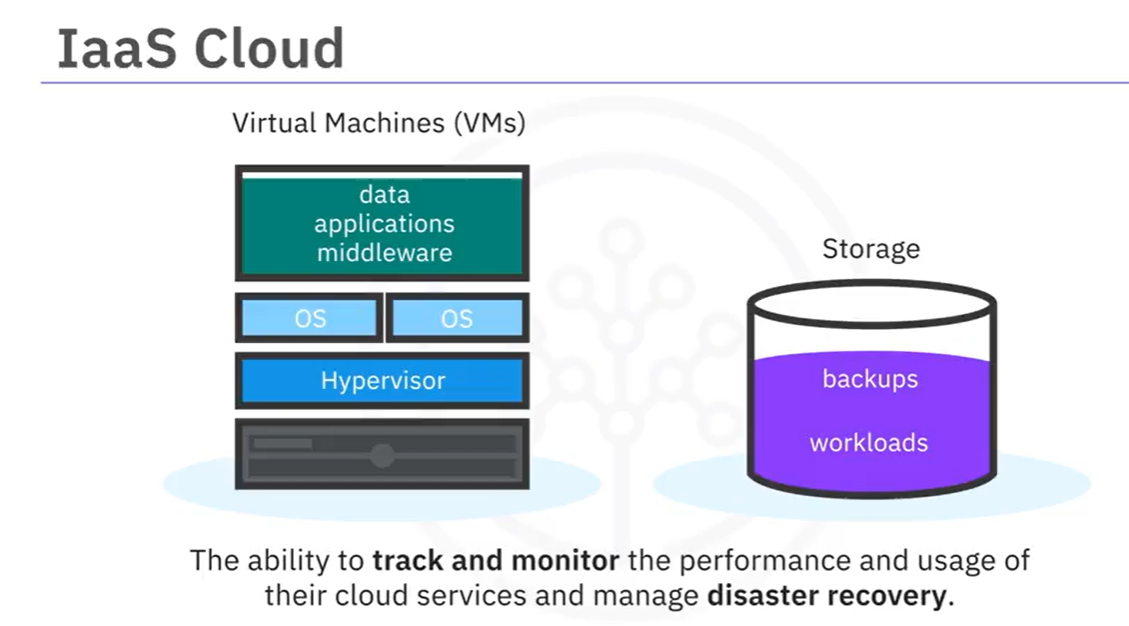 IaaS Cloud
Virtual Machines (VMs)
data
applications
middleware
OS OS
Hypervisor
Storage
backups
workloads
The ability to track and monitor the performance and usage of
their cloud services and manage disaster recovery.